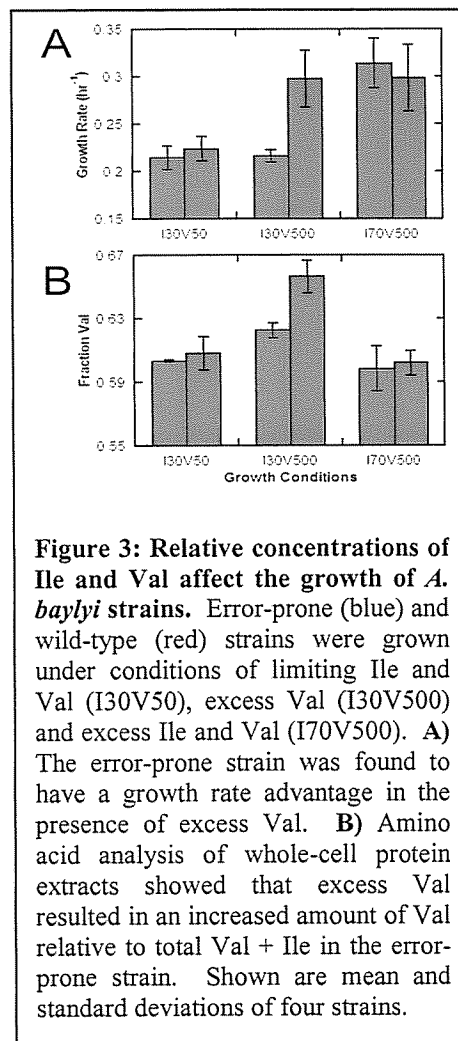 A
0.35
0.3
0.25
0.2
0.15
Growth Rate (hr-1)
I30V50
I30V500
I70V500
B
0.67
0.63
0.59
0.55
Fraction Val
I30V50
I30V500
I70V500
Growth Conditions
Figure 3: Relative concentrations of
Ile and Val affect the growth of A.
baylyi strains. Error-prone (blue) and
wild-type (red) strains were grown
under conditions of limiting Ile and
Val (I30V50), excess Val (I30V500)
and excess Ile and Val (I70V500). A)
The error-prone strain was found to
have a growth rate advantage in the
presence of excess Val. B) Amino
acid analysis of whole-cell protein
extracts showed that excess Val
resulted in an increased amount of Val
relative to total Val + Ile in the error-
prone strain. Shown are mean and
standard deviations of four strains.